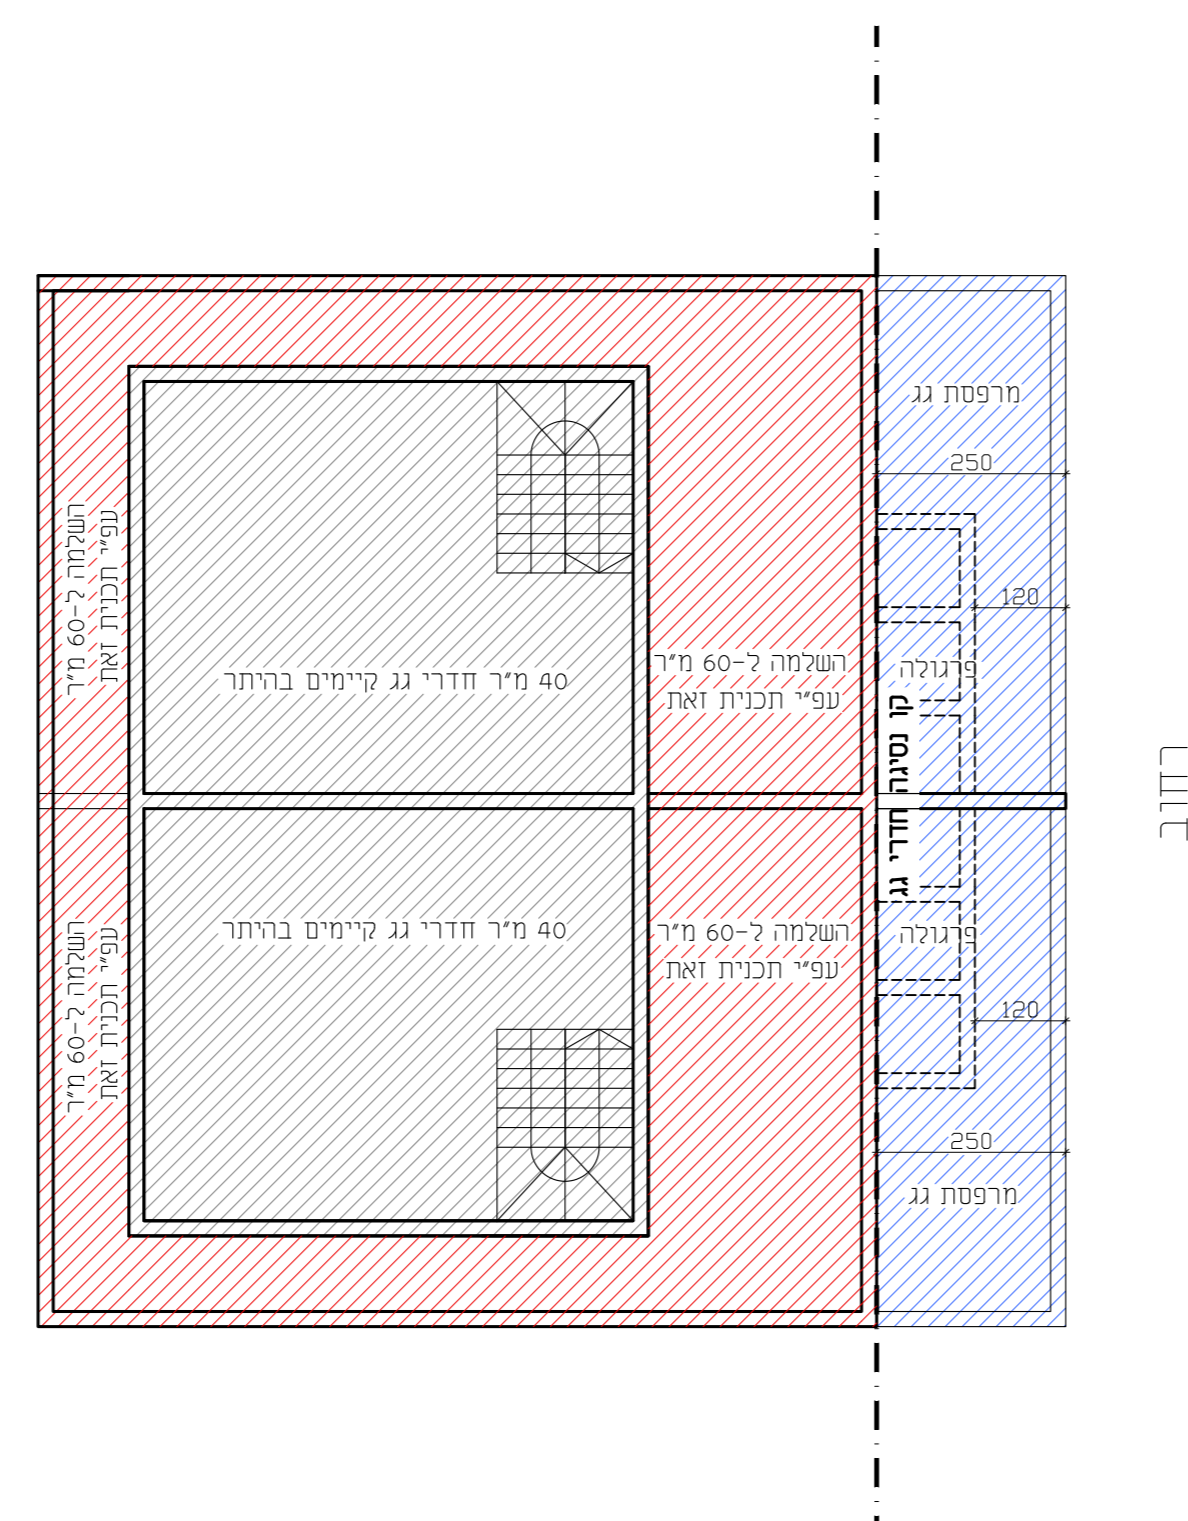 מרפסת גג
250
120
השלמה ל-60 מ"ר
עפ"י תכנית זאת
40 מ"ר חדרי גג קיימים בהיתר
השלמה ל-60 מ"ר
עפ"י תכנית זאת
פרגולה
קו נסיגה חדרי גג
רחוב
40 מ"ר חדרי גג קיימים בהיתר
השלמה ל-60 מ"ר
עפ"י תכנית זאת
פרגולה
השלמה ל-60 מ"ר
עפ"י תכנית זאת
120
250
מרפסת גג